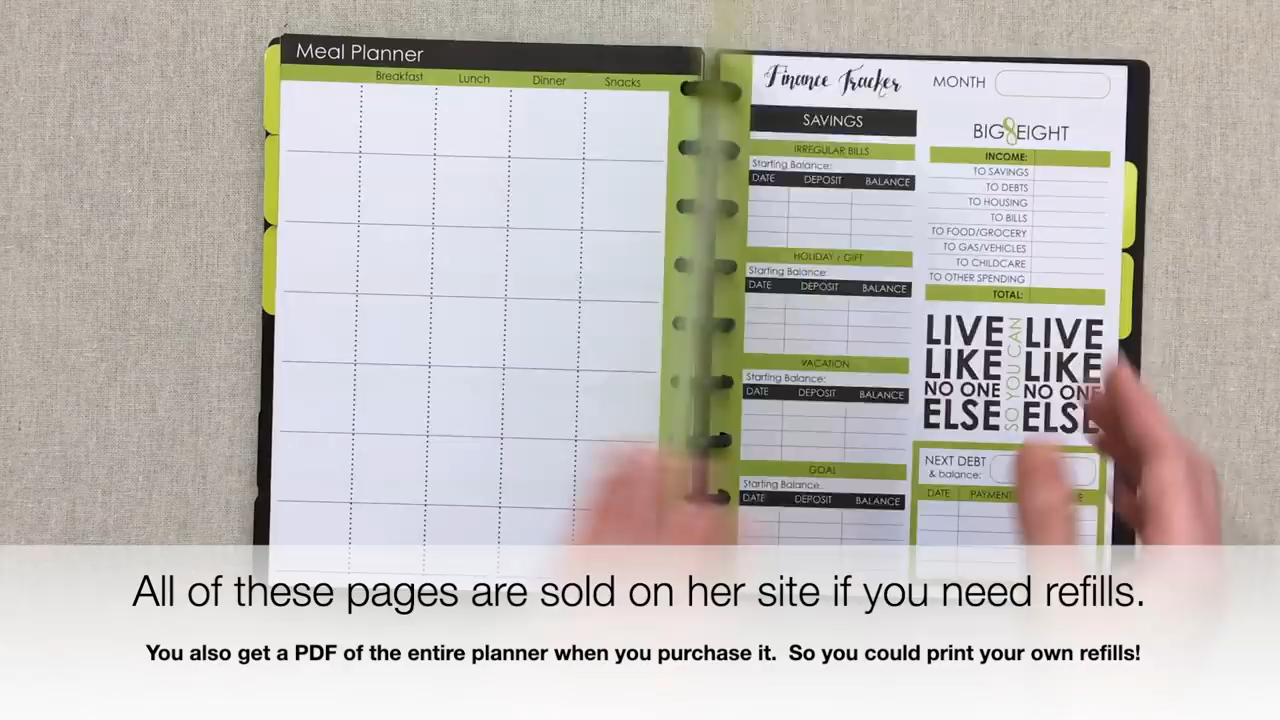 Meal Planner
Breakfast Lunch Dinner Snacks
Finance Tracker
MONTH
SAVINGS
IRREGULAR BILLS
Starting Balance:
DATE DEPOSIT BALANCE
HOLIDAY / GIFT
Starting Balance:
DATE DEPOSIT BALANCE
VACATION
Starting Balance:
DATE DEPOSIT BALANCE
GOAL
Starting Balance:
DATE DEPOSIT BALANCE
BIG 8 EIGHT
INCOME:
TO SAVINGS
TO DEBTS
TO HOUSING
TO BILLS
TO FOOD/GROCERY
TO GAS/VEHICLES
TO CHILDCARE
TO OTHER SPENDING
TOTAL:
LIVE
LIKE
NO ONE
ELSE
SO YOU CAN
LIVE
LIKE
NO ONE
ELSE
NEXT DEBT
& balance:
DATE PAYMENT
All of these pages are sold on her site if you need refills.
You also get a PDF of the entire planner when you purchase it. So you could print your own refills!